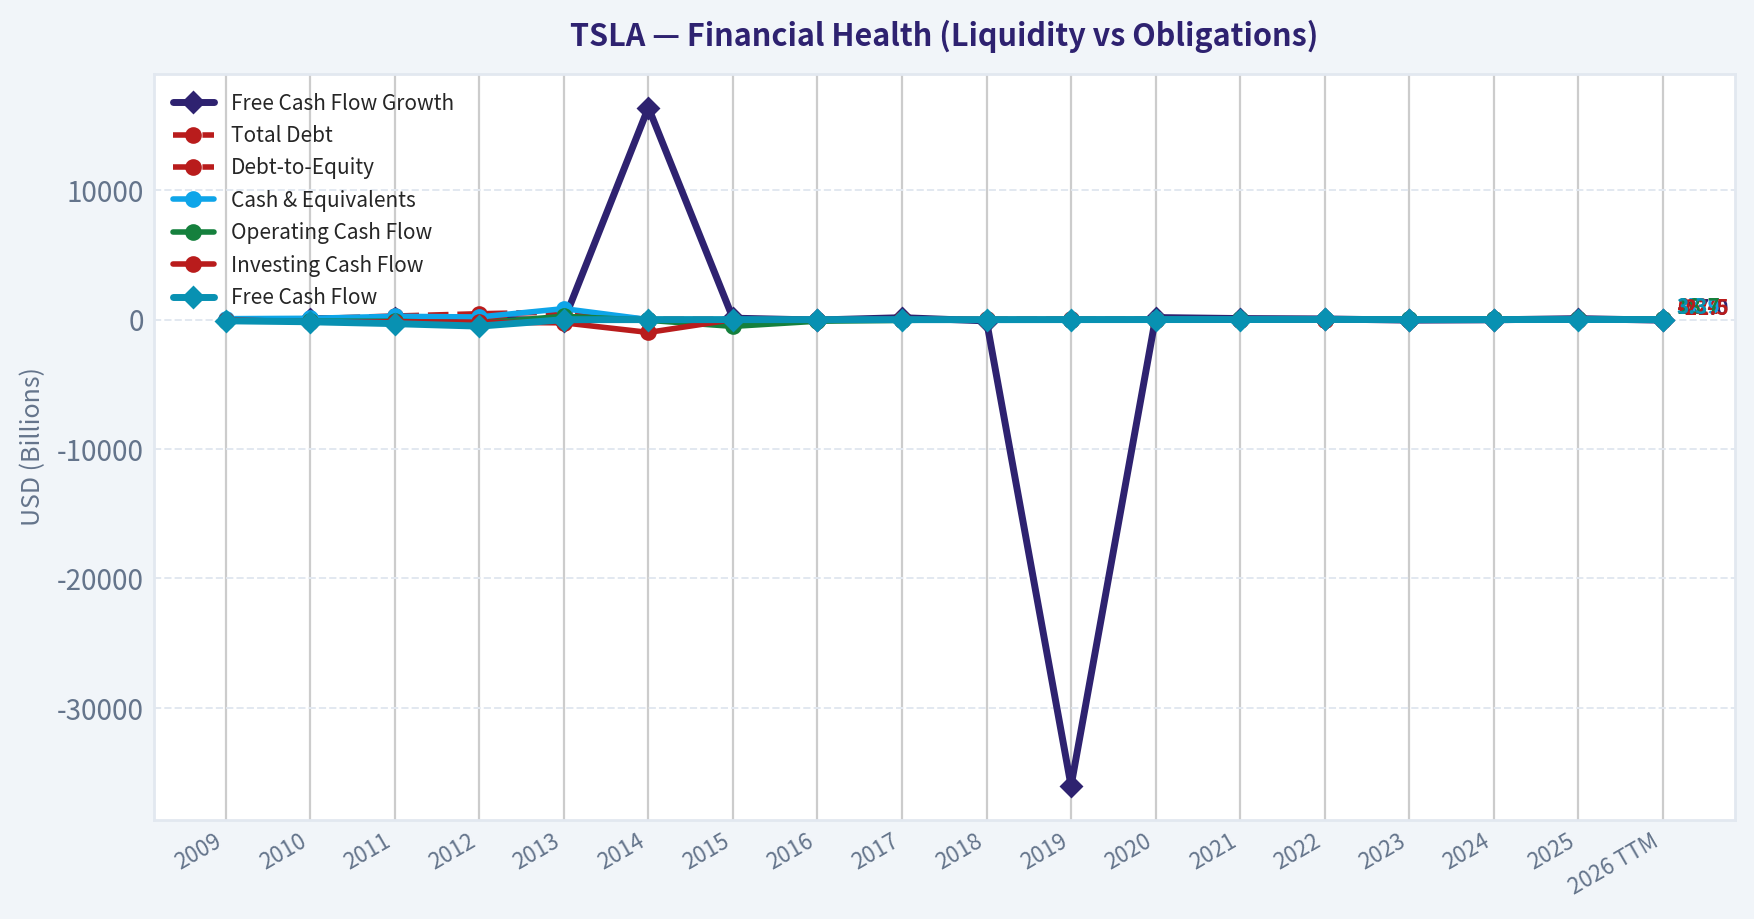 TSLA — Financial Health (Liquidity vs Obligations)
Free Cash Flow Growth
Total Debt
Debt-to-Equity
Cash & Equivalents
Operating Cash Flow
Investing Cash Flow
Free Cash Flow
10000
0
-10000
-20000
-30000
USD (Billions)
2009
2010
2011
2012
2013
2014
2015
2016
2017
2018
2019
2020
2021
2022
2023
2024
2025
2026 TTM